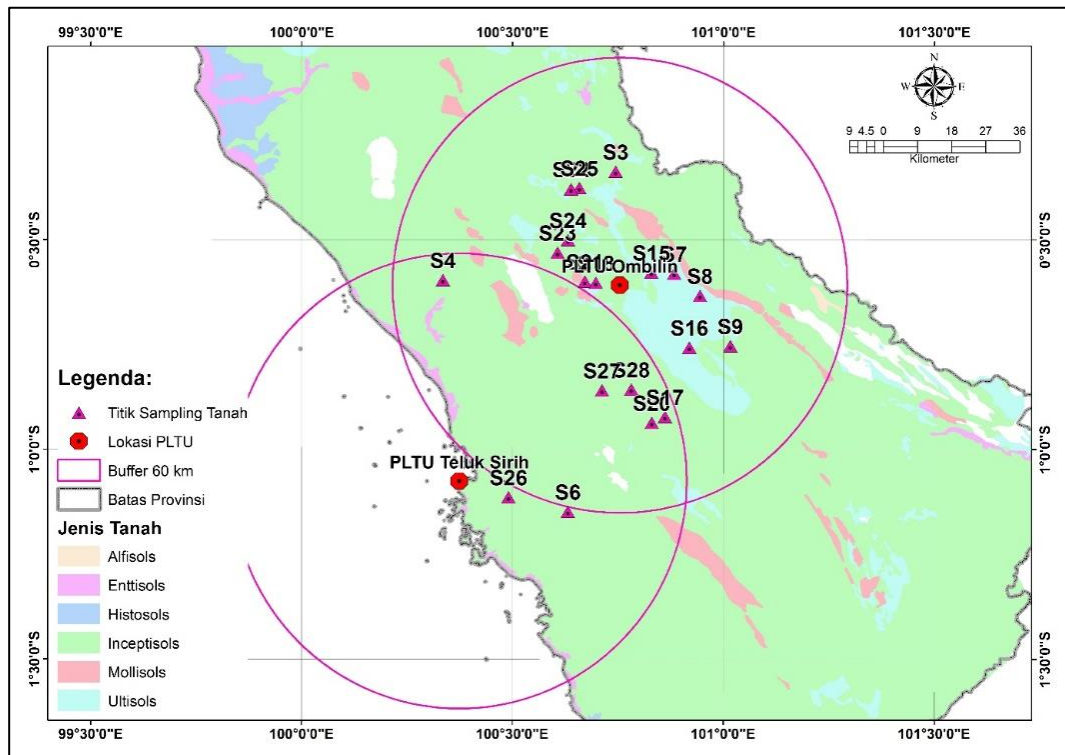 99°30'0"E 100°0'0"E 100°30'0"E 101°0'0"E 101°30'0"E
N
W E
S
9 4.5 0 9 18 27 36
Kilometer
0°30'0"S
1°0'0"S
1°30'0"S
0°30'0"S
1°0'0"S
1°30'0"S
S25
S3
S24
S23
S4
S15
S7
PLTU Ombilin
S8
S16
S9
S27
S28
S17
PLTU Teluk Sirih
S26
S6
Legenda:
Titik Sampling Tanah
Lokasi PLTU
Buffer 60 km
Batas Provinsi
Jenis Tanah
Alfisols
Enttisols
Histosols
Inceptisols
Mollisols
Ultisols
99°30'0"E 100°0'0"E 100°30'0"E 101°0'0"E 101°30'0"E